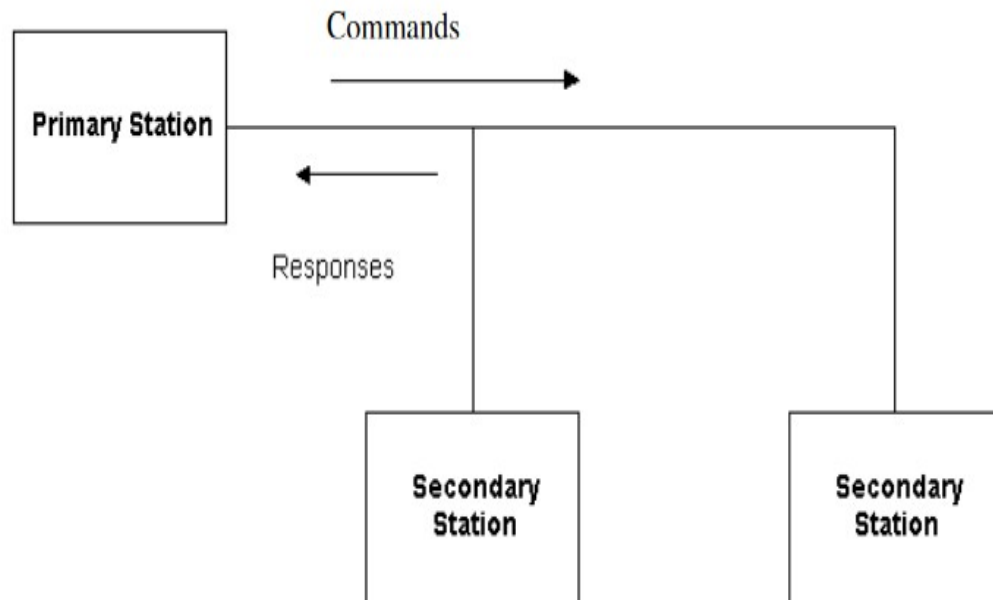 Commands
Primary Station
Responses
Secondary
Station
Secondary
Station